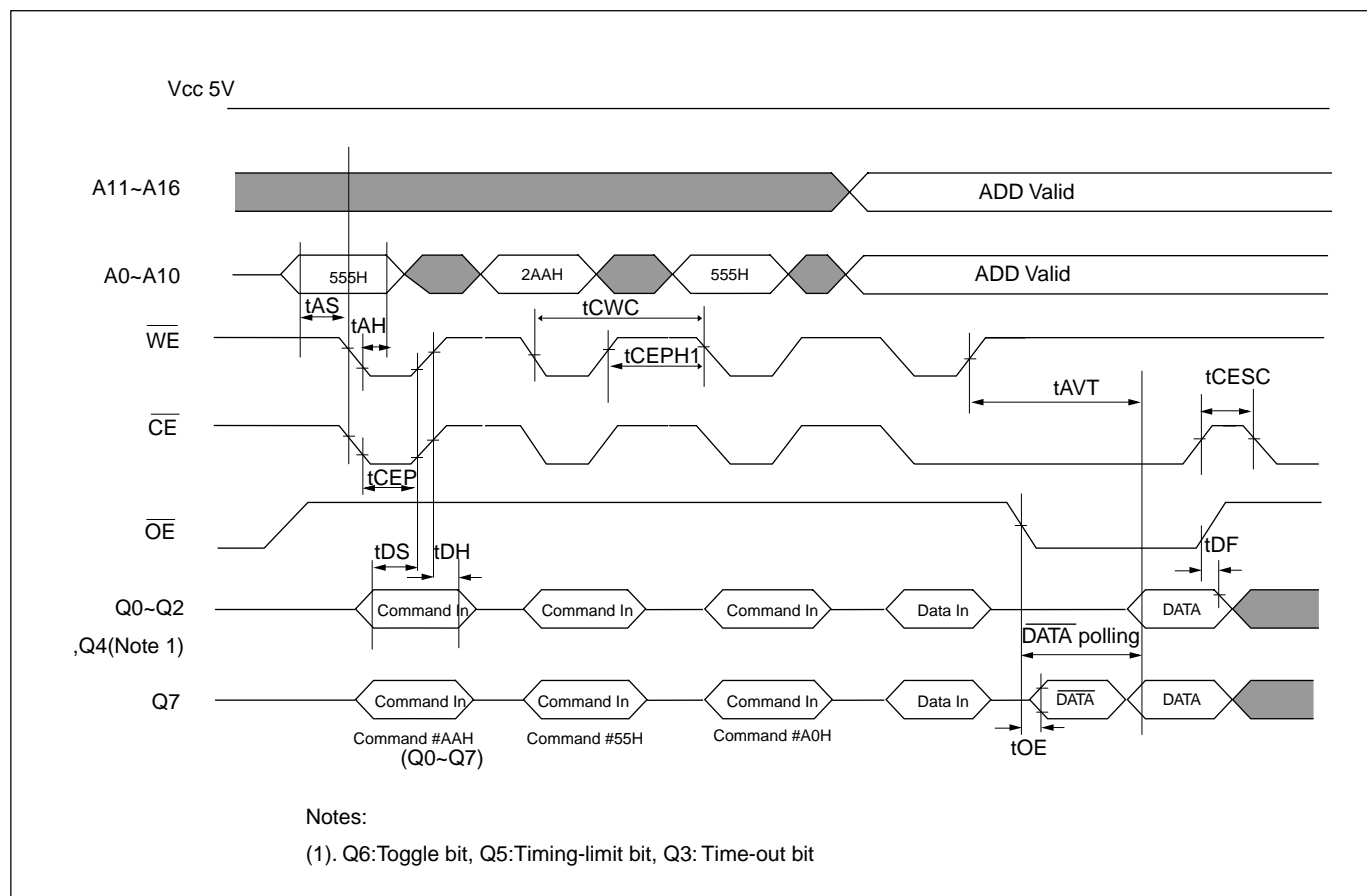 Vcc 5V
A11~A16
ADD Valid
A0~A10
555H
2AAH
555H
ADD Valid
tAS
tAH
tCWC
WE
tCEPH1
tAVT
tCESC
CE
tCEP
OE
tDS
tDH
tDF
Q0~Q2
,Q4(Note 1)
Command In
Command In
Command In
Data In
DATA
DATA polling
Q7
Command In
Command In
Command In
Data In
DATA
DATA
Command #AAH
Command #55H
Command #A0H
(Q0~Q7)
tOE
Notes:
(1). Q6:Toggle bit, Q5:Timing-limit bit, Q3: Time-out bit